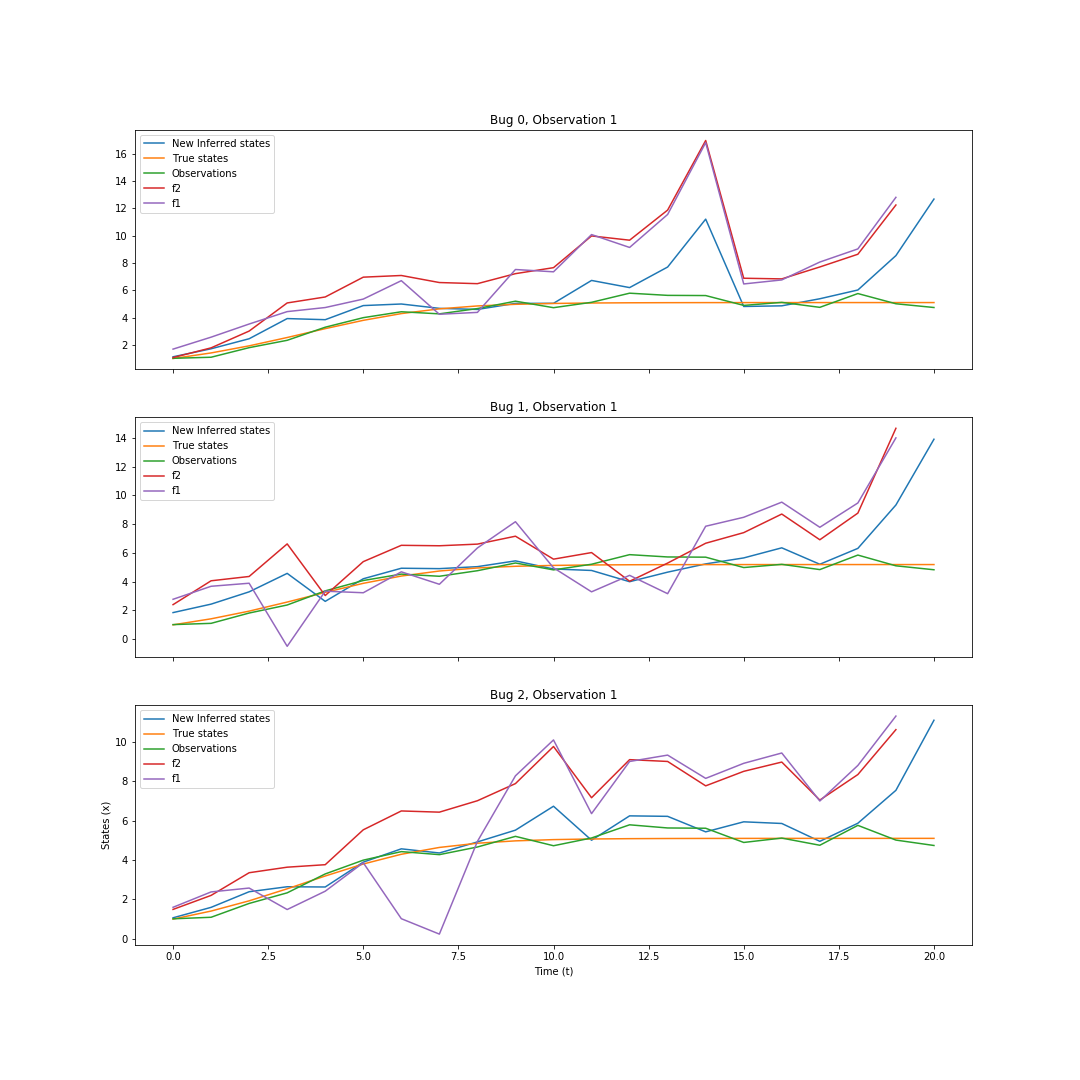 Bug 0, Observation 1
New Inferred states
True states
Observations
f2
f1
16
14
12
10
8
6
4
2
Bug 1, Observation 1
New Inferred states
True states
Observations
f2
f1
14
12
10
8
6
4
2
0
Bug 2, Observation 1
New Inferred states
True states
Observations
f2
f1
10
8
6
4
2
0
States (x)
0.0 2.5 5.0 7.5 10.0 12.5 15.0 17.5 20.0
Time (t)